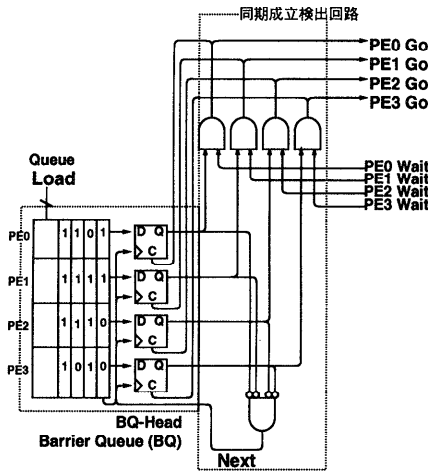 同期成立検出回路
PE0 Go
PE1 Go
PE2 Go
PE3 Go
PE0 Wait
PE1 Wait
PE2 Wait
PE3 Wait
Queue
Load
PE0 1 1 0 1 D Q C
PE1 1 1 1 1 D Q C
PE2 1 1 1 0 D Q C
PE3 1 0 1 0 D Q C
BQ-Head
Barrier Queue (BQ)
Next